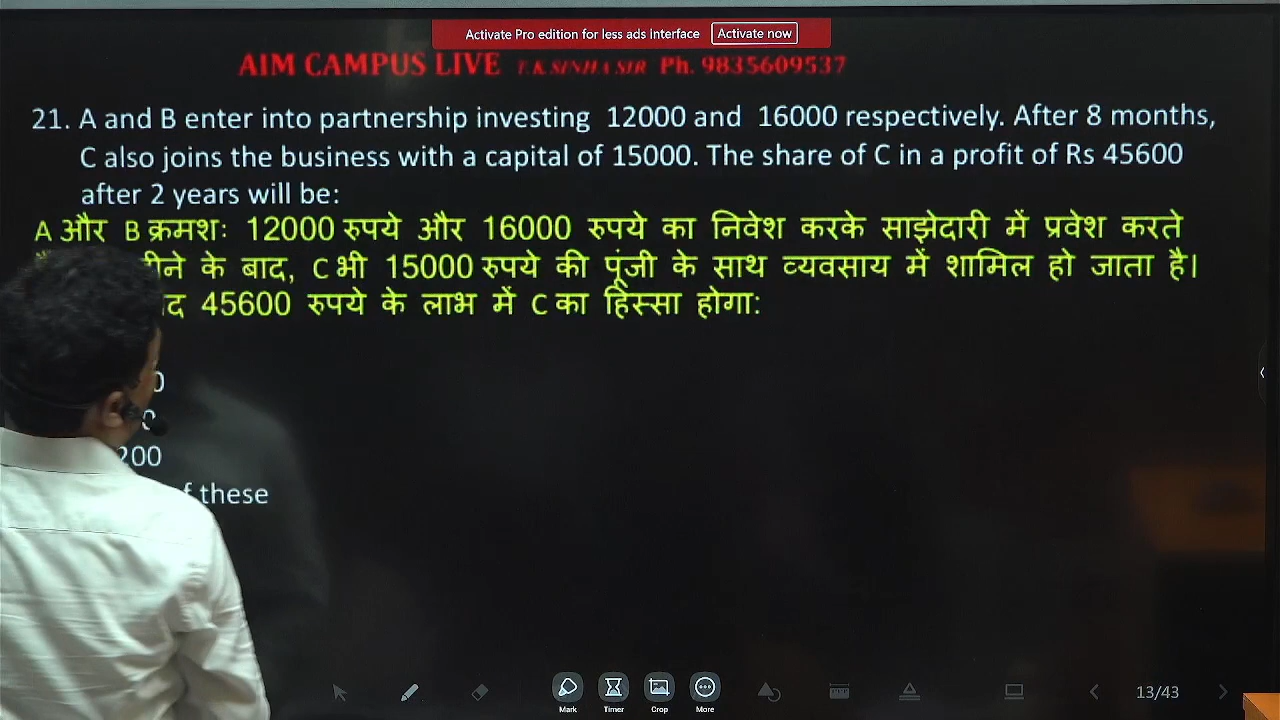 Activate Pro edition for less ads Interface Activate now
AIM CAMPUS LIVE T.K.SINHA SIR Ph. 9835609537
21. A and B enter into partnership investing 12000 and 16000 respectively. After 8 months,
C also joins the business with a capital of 15000. The share of C in a profit of Rs 45600
after 2 years will be:
A और B क्रमशः 12000 रुपये और 16000 रुपये का निवेश करके साझेदारी में प्रवेश करते
के बाद, C भी 15000 रुपये की पूंजी के साथ व्यवसाय में शामिल हो जाता है।
45600 रुपये के लाभ में C का हिस्सा होगा:
200
these
Mark Timer Crop More
13/43